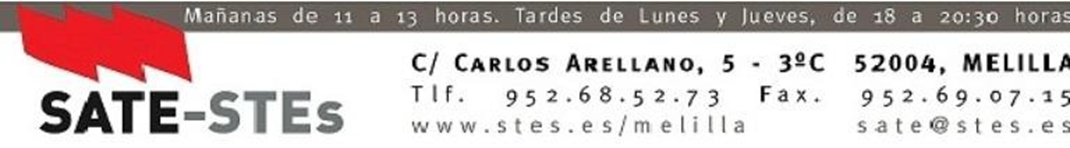 Mañanas de 11 a 13 horas. Tardes de Lunes y Jueves, de 18 a 20:30 horas
C/ CARLOS ARELLANO, 5 - 3ºC 52004, MELILLA
Tlf. 952.68.52.73 Fax. 952.69.07.15
SATE-STEs
www.stes.es/melilla sate@stes.es